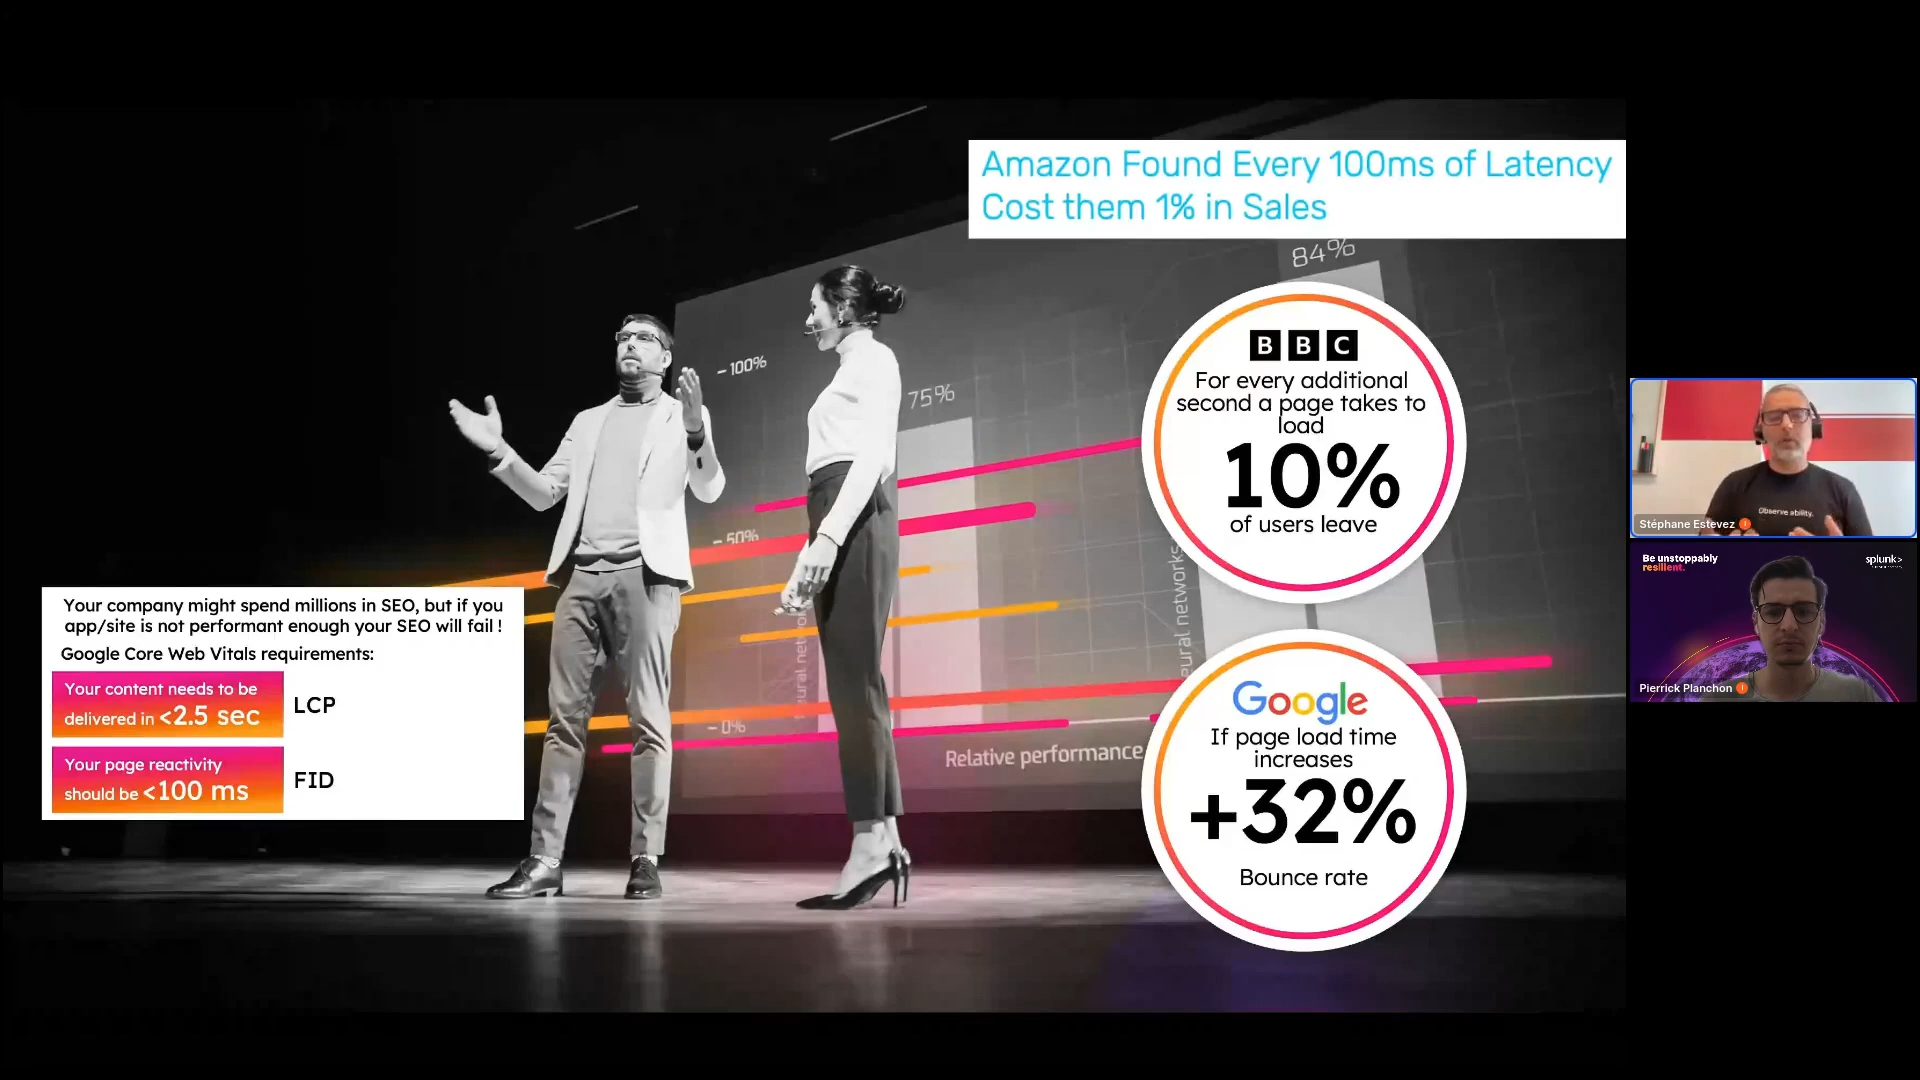 Amazon Found Every 100ms of Latency
Cost them 1% in Sales
84%
– 100%
75%
– 50%
– 0%
neural networks
Relative performance
BBC
For every additional
second a page takes to
load
10%
of users leave
Google
If page load time
increases
+32%
Bounce rate
Your company might spend millions in SEO, but if you
app/site is not performant enough your SEO will fail !
Google Core Web Vitals requirements:
Your content needs to be
delivered in <2.5 sec
LCP
Your page reactivity
should be <100 ms
FID
Observe ability.
Stéphane Estevez
Be unstoppably
resilient.
splunk>
Pierrick Planchon